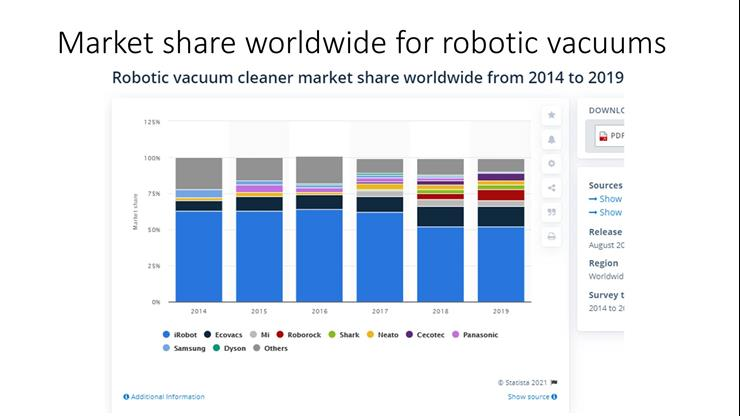 Market share worldwide for robotic vacuums
Robotic vacuum cleaner market share worldwide from 2014 to 2019
DOWNLO
PDF
125%
100%
75%
50%
25%
0%
Market share
2014 2015 2016 2017 2018 2019
iRobot Ecovacs Mi Roborock Shark Neato Cecotec Panasonic
Samsung Dyson Others
© Statista 2021
Additional Information Show source
Sources
→ Show
→ Show
Release
August 20
Region
Worldwid
Survey t
2014 to 20